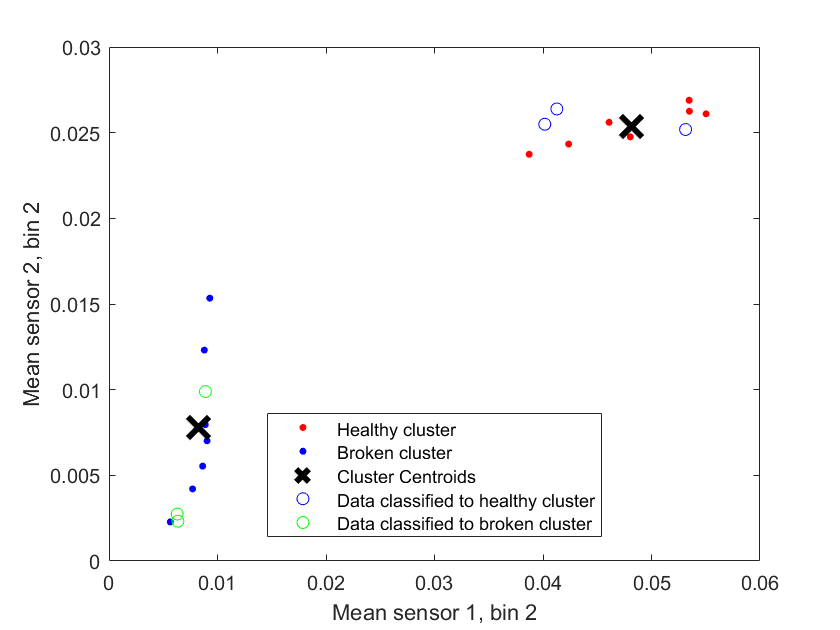 0.03
0.025
0.02
0.015
0.01
0.005
0
Mean sensor 2, bin 2
Healthy cluster
Broken cluster
Cluster Centroids
Data classified to healthy cluster
Data classified to broken cluster
0 0.01 0.02 0.03 0.04 0.05 0.06
Mean sensor 1, bin 2